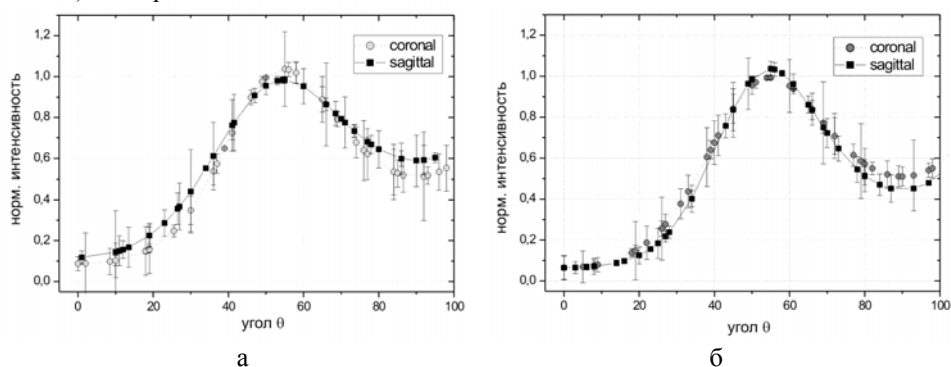 1,2
1,0
0,8
0,6
0,4
0,2
0,0
норм. интенсивность
coronal
sagittal
0 20 40 60 80 100
угол θ
а
1,2
1,0
0,8
0,6
0,4
0,2
0,0
норм. интенсивность
coronal
sagittal
0 20 40 60 80 100
угол θ
б